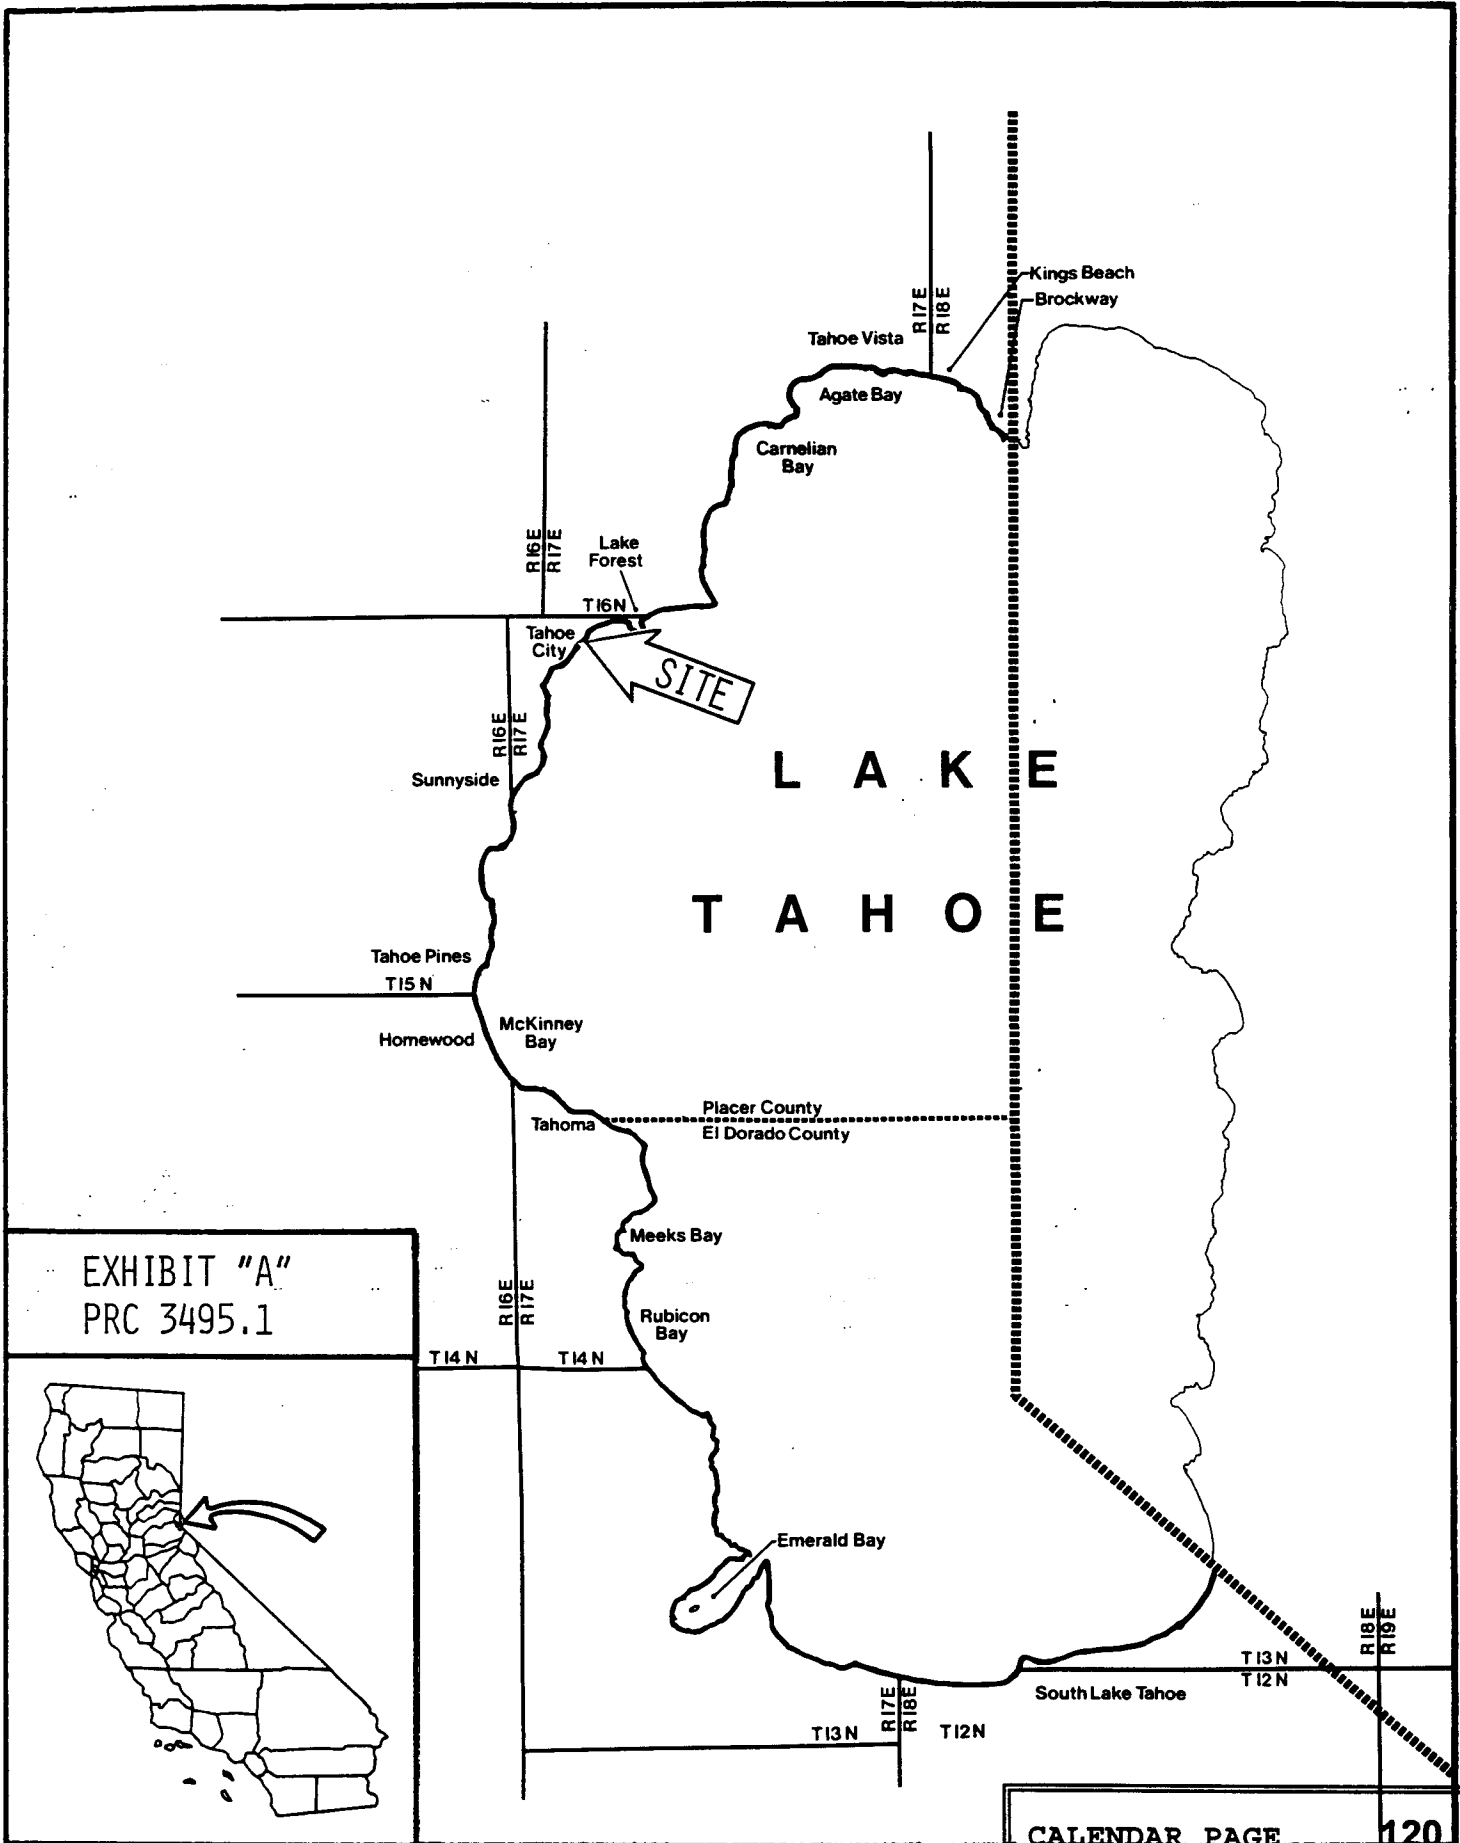 Kings Beach
Brockway
R17E
R18E
Tahoe Vista
Agate Bay
Carnelian
Bay
R16E
R17E
Lake
Forest
T16N
Tahoe
City
SITE
R16E
R17E
Sunnyside
LAKE
TAHOE
Tahoe Pines
T15N
Homewood
McKinney
Bay
Placer County
El Dorado County
Tahoma
Meeks Bay
EXHIBIT "A"
PRC 3495.1
R16E
R17E
Rubicon
Bay
T14N
T14N
Emerald Bay
R18E
R19E
T13N
T12N
South Lake Tahoe
R17E
R18E
T13N
T12N
CALENDAR PAGE 120